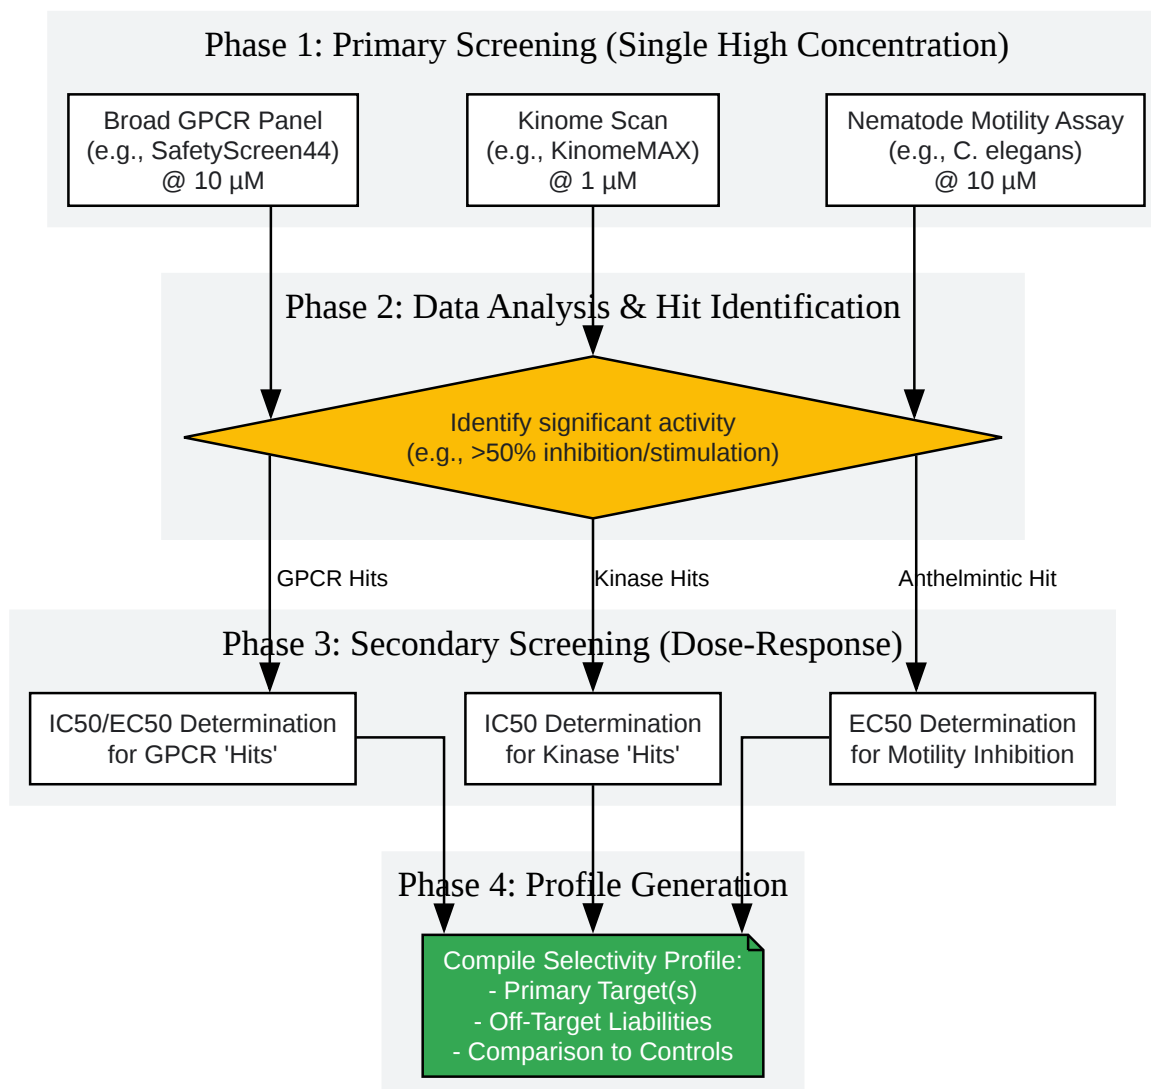 Phase 1: Primary Screening (Single High Concentration)
Broad GPCR Panel
(e.g., SafetyScreen44)
@ 10 µM
Kinome Scan
(e.g., KinomeMAX)
@ 1 µM
Nematode Motility Assay
(e.g., C. elegans)
@ 10 µM
Phase 2: Data Analysis & Hit Identification
Identify significant activity
(e.g., >50% inhibition/stimulation)
GPCR Hits
Kinase Hits
Anthelmintic Hit
Phase 3: Secondary Screening (Dose-Response)
IC50/EC50 Determination
for GPCR 'Hits'
IC50 Determination
for Kinase 'Hits'
EC50 Determination
for Motility Inhibition
Phase 4: Profile Generation
Compile Selectivity Profile:
- Primary Target(s)
- Off-Target Liabilities
- Comparison to Controls